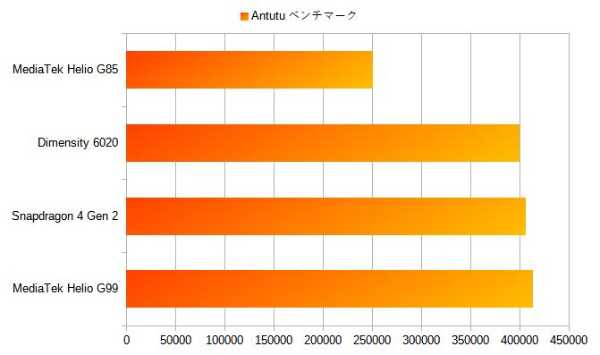 Antutu ベンチマーク
MediaTek Helio G85
Dimensity 6020
Snapdragon 4 Gen 2
MediaTek Helio G99
0 50000 100000 150000 200000 250000 300000 350000 400000 450000